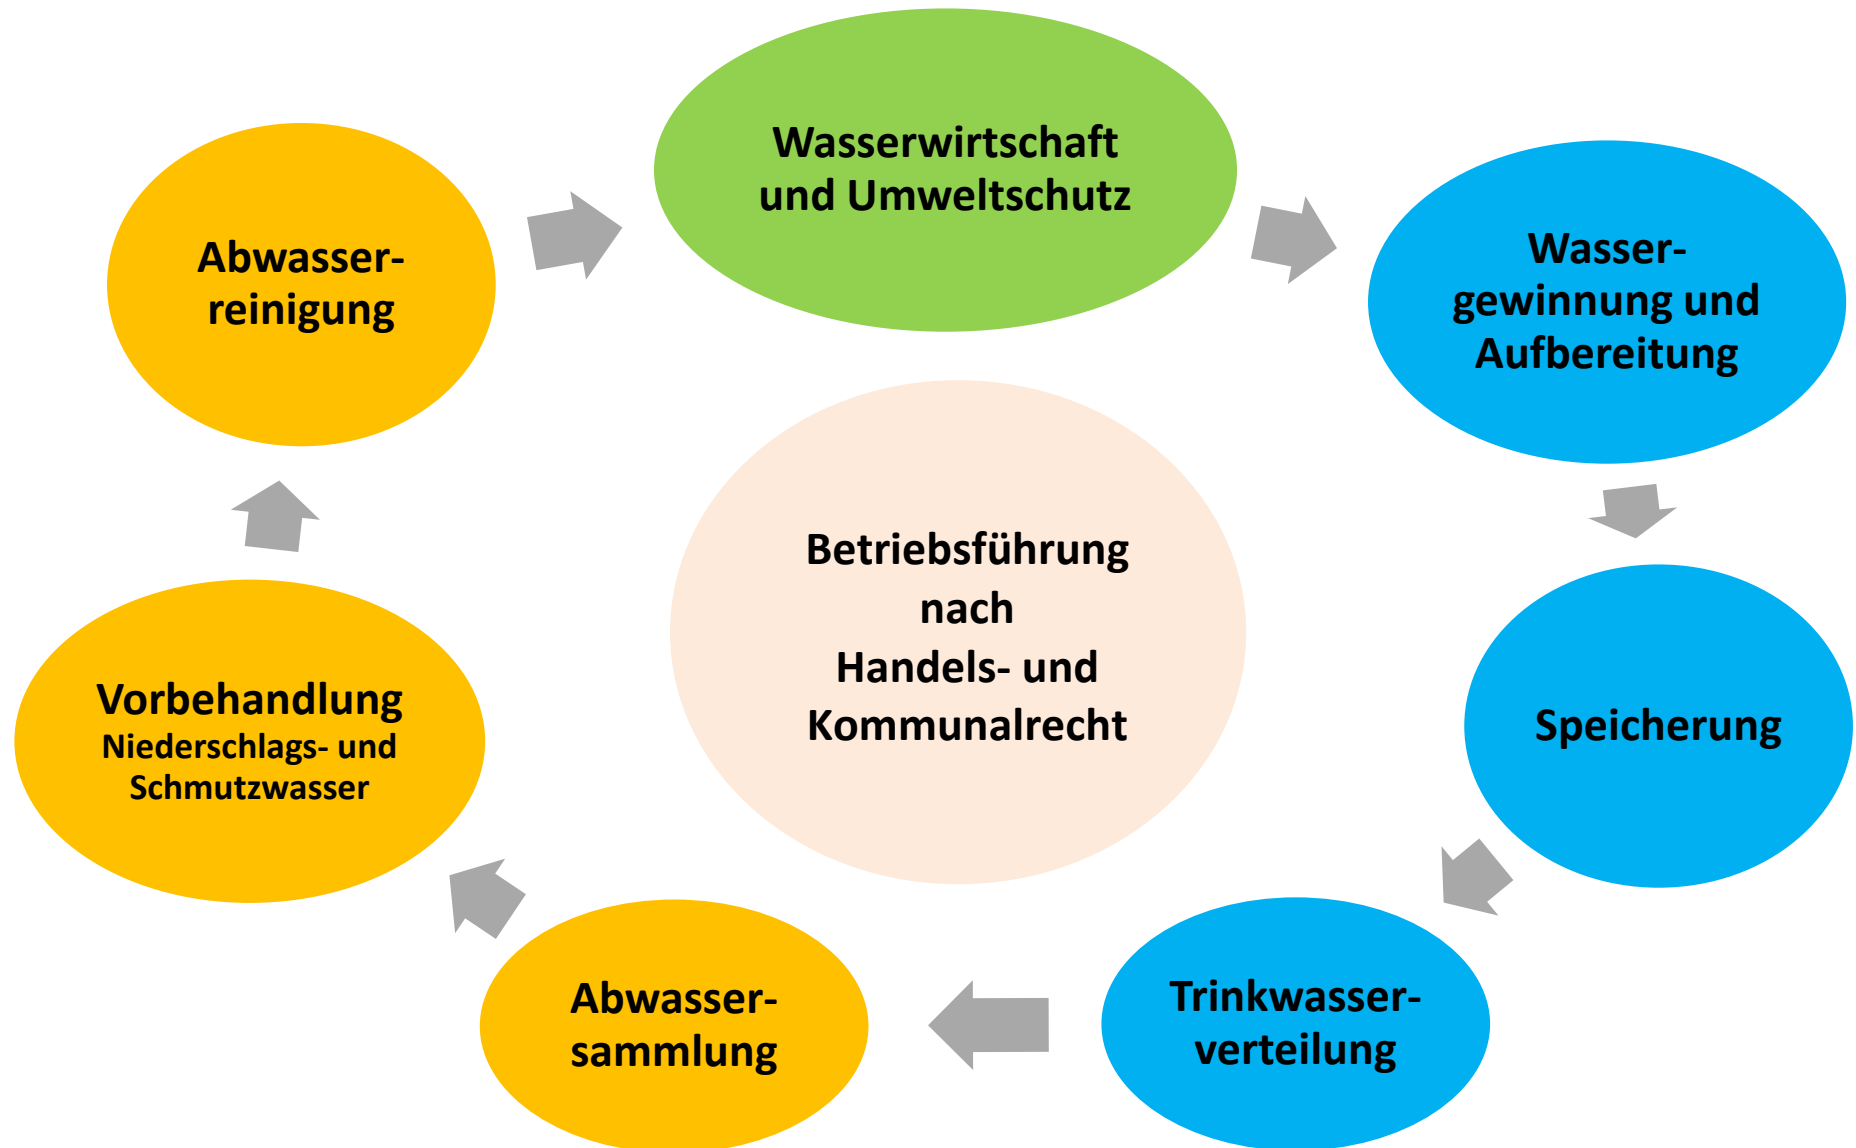 Wasserwirtschaft
und Umweltschutz
Wasser-
gewinnung und
Aufbereitung
Speicherung
Trinkwasser-
verteilung
Abwasser-
sammlung
Vorbehandlung
Niederschlags- und
Schmutzwasser
Abwasser-
reinigung
Betriebsführung
nach
Handels- und
Kommunalrecht